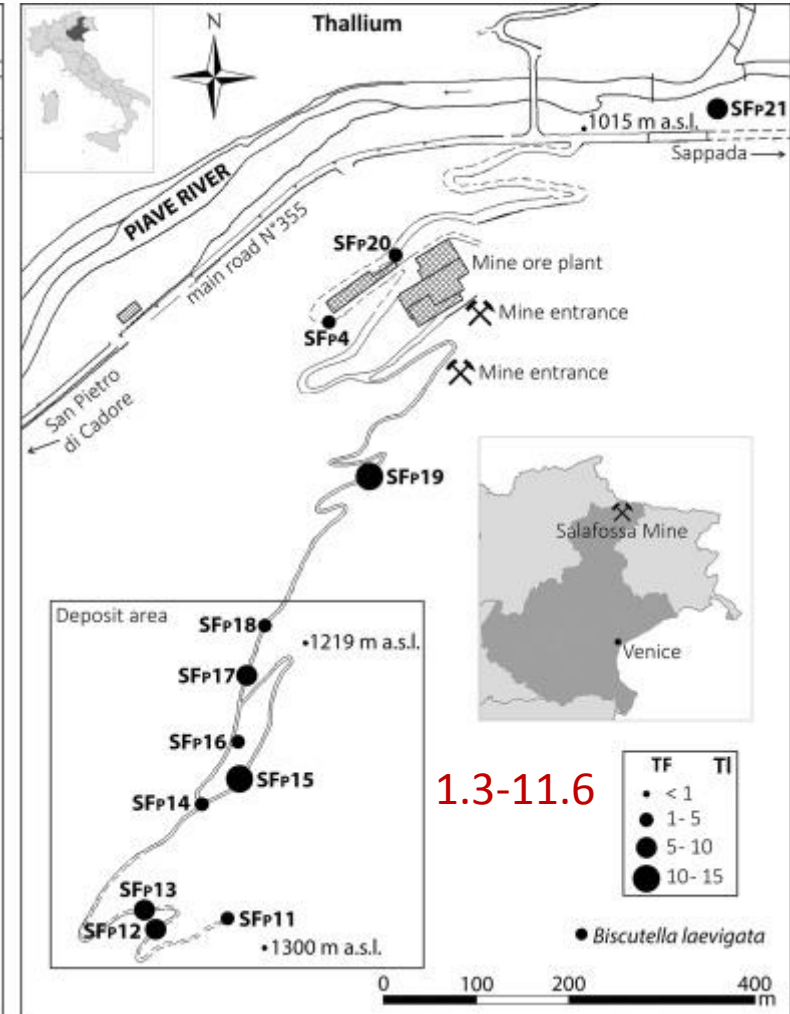 Thallium
N
SFP21
1015 m a.s.l.
Sappada
PIAVE RIVER
main road N°355
SFP20
Mine ore plant
Mine entrance
SFP4
Mine entrance
San Pietro
di Cadore
SFP19
Salafossa Mine
Venice
Deposit area
SFP18
1219 m a.s.l.
SFP17
SFP16
SFP15
SFP14
1.3-11.6
TF Tl
< 1
1- 5
5- 10
10- 15
SFP13
SFP12
SFP11
1300 m a.s.l.
Biscutella laevigata
0 100 200 400
m